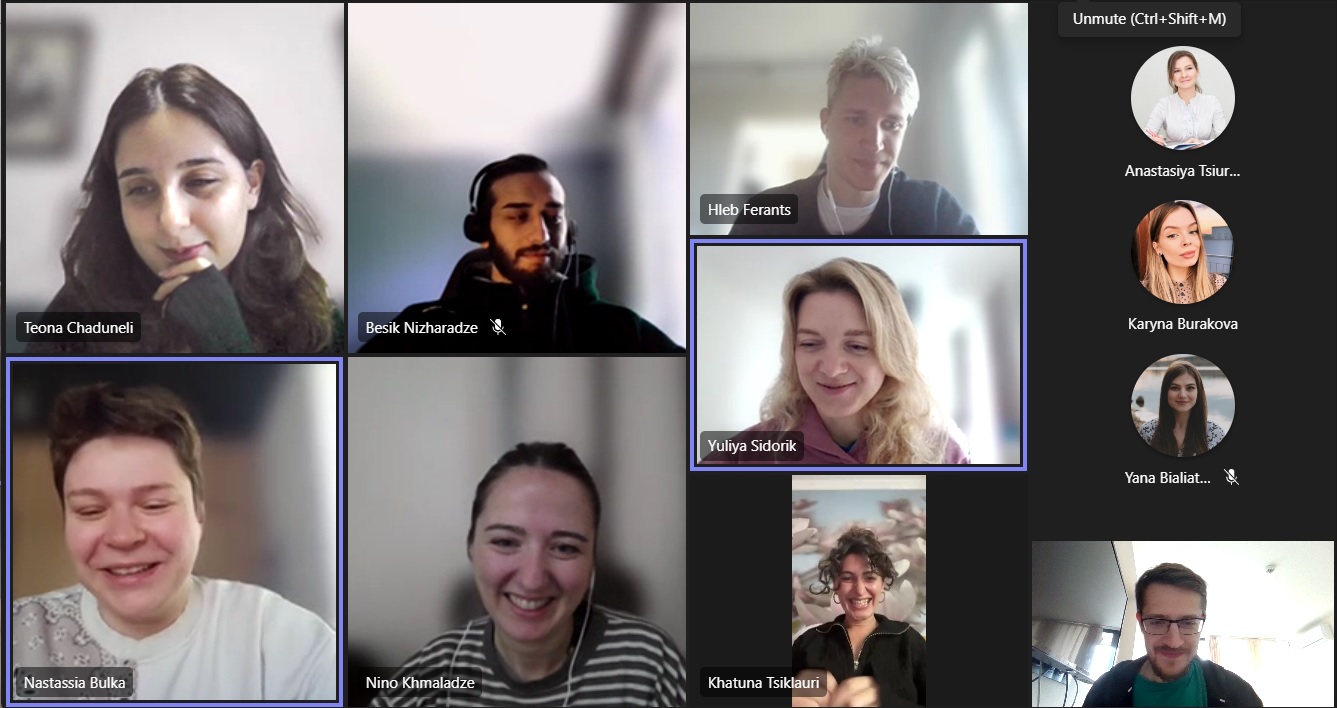 Unmute (Ctrl+Shift+M)
Anastasiya Tsiur...
Hleb Ferants
Karyna Burakova
Teona Chaduneli
Besik Nizharadze
Yuliya Sidorik
Yana Bialiat...
Nastassia Bulka
Nino Khmaladze
Khatuna Tsiklauri